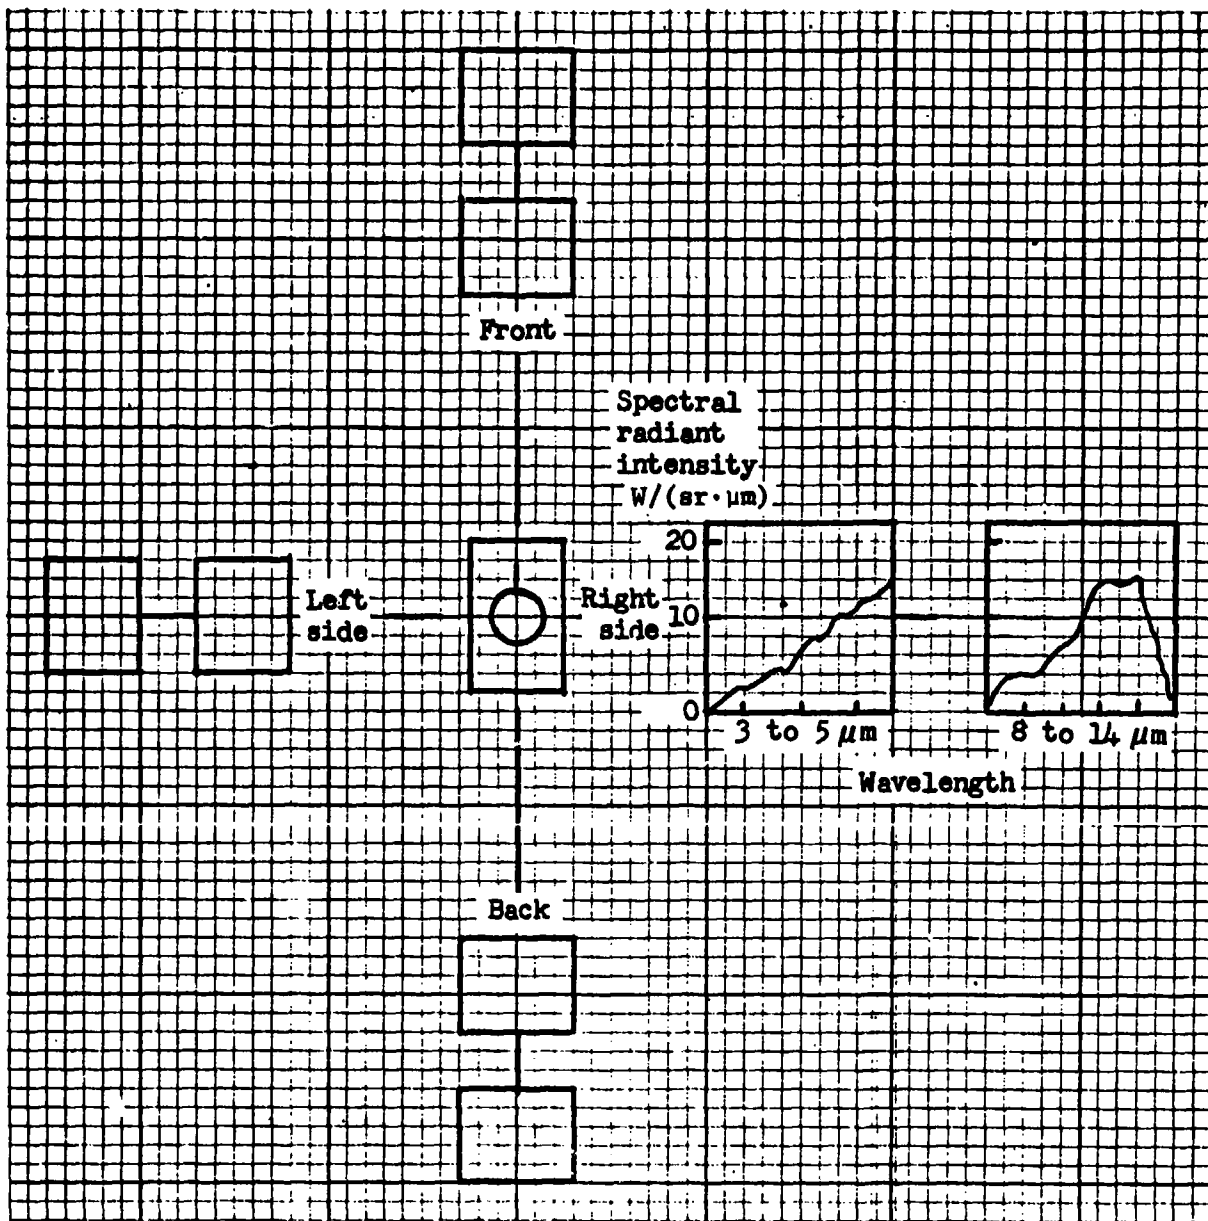 Front
Spectral
radiant
intensity
W/(sr·μm)
20
10
0
Left
side
Right
side
3 to 5 μm
8 to 14 μm
Wavelength
Back